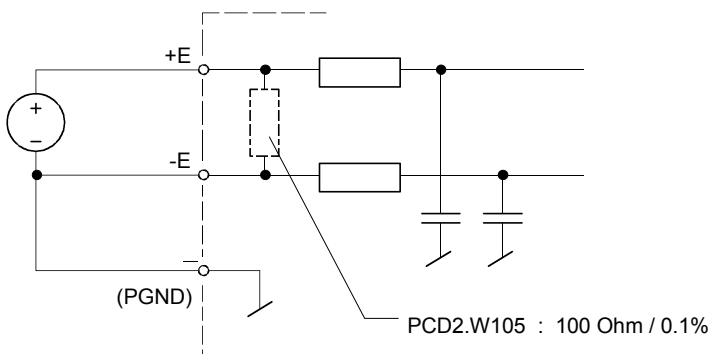 +E
+
–
-E
–
(PGND)
PCD2.W105 : 100 Ohm / 0.1%